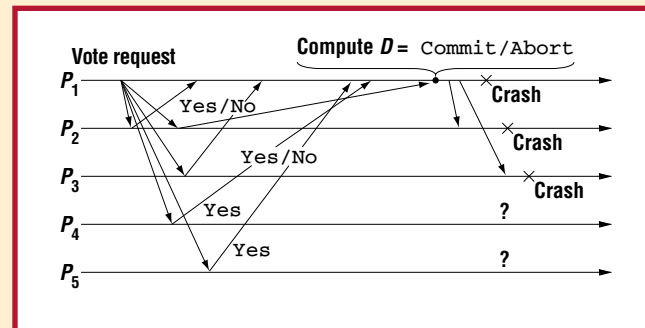 Vote request
Compute D = Commit/Abort
P1
Yes/No
Crash
P2
Crash
Yes/No
P3
Crash
Yes
?
P4
Yes
?
P5